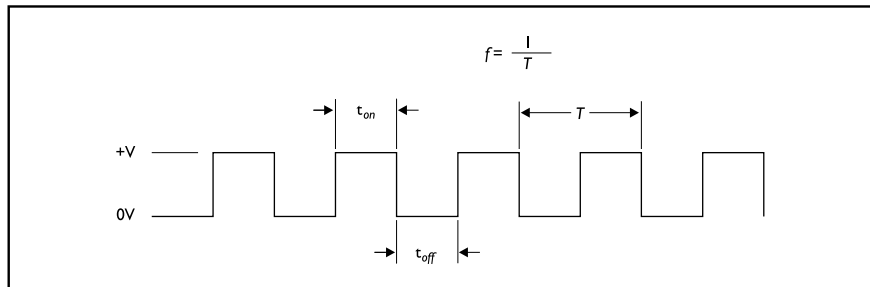 f = 1/T
t_on
T
+V
0V
t_off